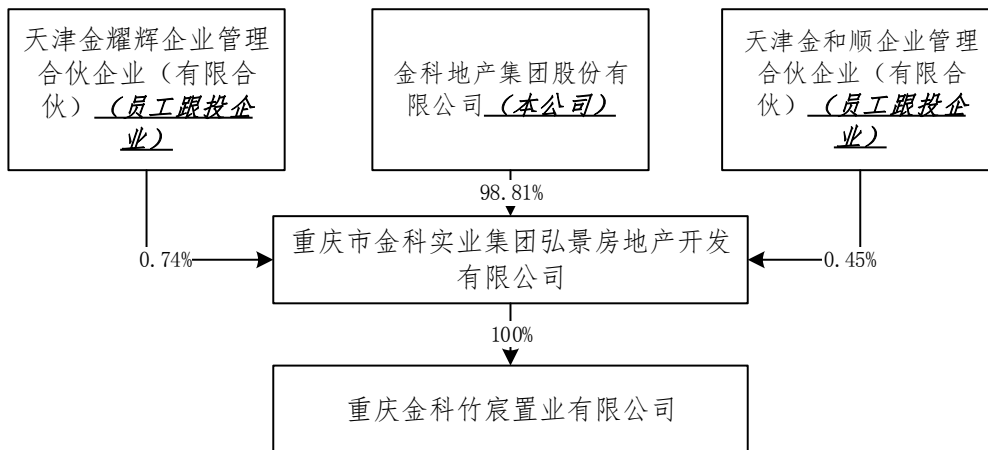 天津金耀辉企业管理
合伙企业（有限合
伙）（员工跟投企
业）
金科地产集团股份有
限公司（本公司）
天津金和顺企业管理
合伙企业（有限合
伙）（员工跟投企
业）
98.81%
0.74%
重庆市金科实业集团弘景房地产开发
有限公司
0.45%
100%
重庆金科竹宸置业有限公司